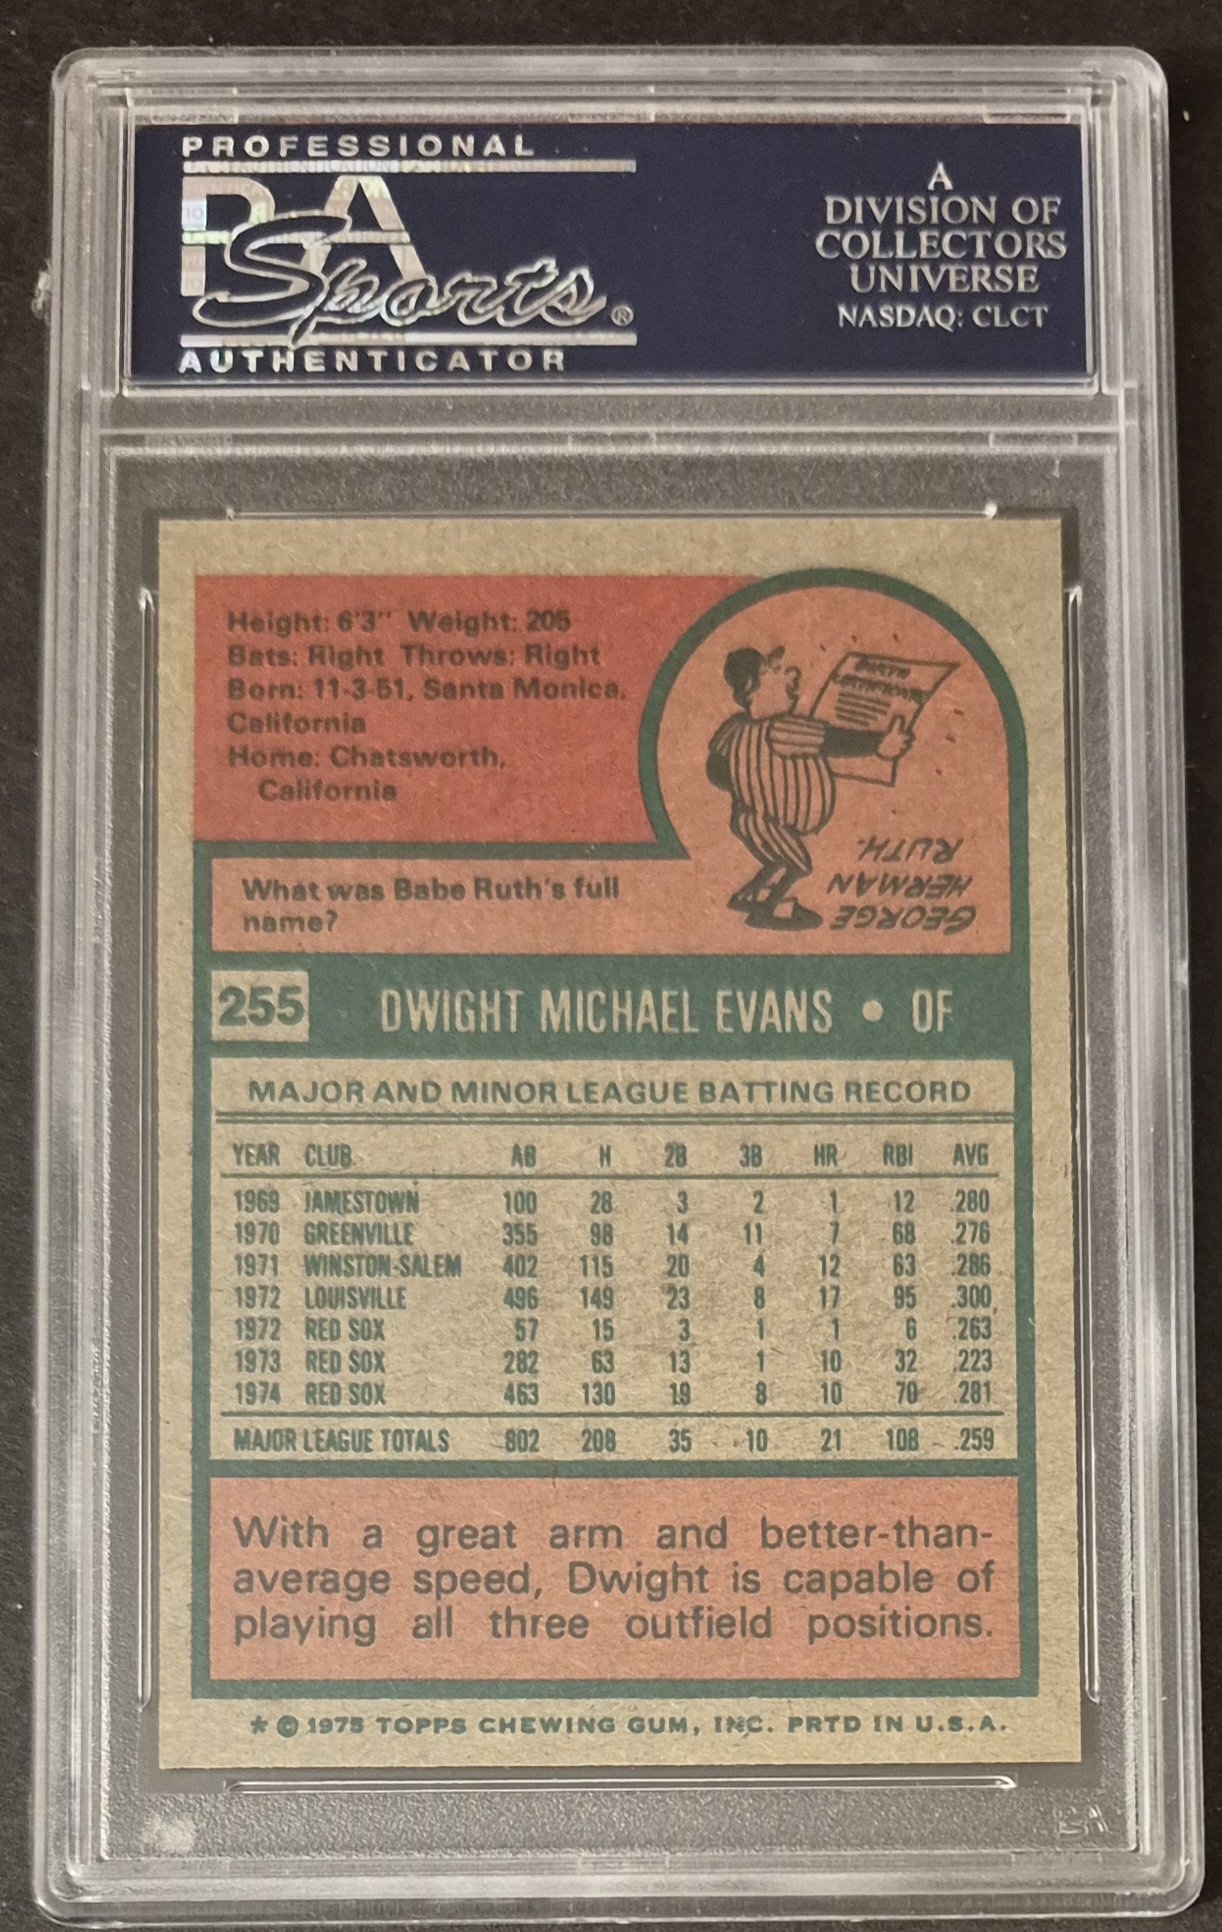 PROFESSIONAL
PSA
Sports®
AUTHENTICATOR
A
DIVISION OF
COLLECTORS
UNIVERSE
NASDAQ: CLCT
Height: 6'3" Weight: 205
Bats: Right Throws: Right
Born: 11-3-51, Santa Monica,
California
Home: Chatsworth,
California
BIRTH
CERTIFICATE
GEORGE
HERMAN
RUTH.
What was Babe Ruth's full
name?
255 DWIGHT MICHAEL EVANS • OF
MAJOR AND MINOR LEAGUE BATTING RECORD
YEAR CLUB AB H 2B 3B HR RBI AVG
1969 JAMESTOWN 100 28 3 2 1 12 .280
1970 GREENVILLE 355 98 14 11 7 68 .276
1971 WINSTON-SALEM 402 115 20 4 12 63 .286
1972 LOUISVILLE 496 149 23 8 17 95 .300
1972 RED SOX 57 15 3 1 1 6 .263
1973 RED SOX 282 63 13 1 10 32 .223
1974 RED SOX 463 130 19 8 10 70 .281
MAJOR LEAGUE TOTALS 802 208 35 10 21 108 .259
With a great arm and better-than-
average speed, Dwight is capable of
playing all three outfield positions.
* © 1975 TOPPS CHEWING GUM, INC. PRTD IN U.S.A.
PSA